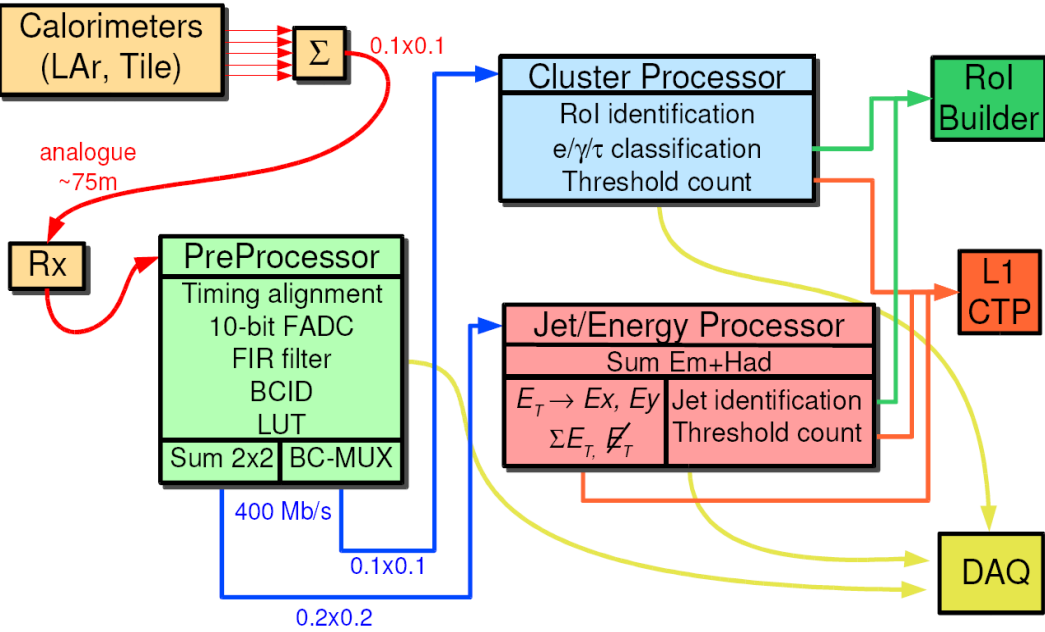 Calorimeters
(LAr, Tile)
Σ
0.1x0.1
analogue
~75m
Rx
PreProcessor
Timing alignment
10-bit FADC
FIR filter
BCID
LUT
Sum 2x2
BC-MUX
400 Mb/s
0.1x0.1
0.2x0.2
Cluster Processor
RoI identification
e/γ/τ classification
Threshold count
Jet/Energy Processor
Sum Em+Had
E_T → Ex, Ey
ΣE_T, E̸_T
Jet identification
Threshold count
RoI
Builder
L1
CTP
DAQ